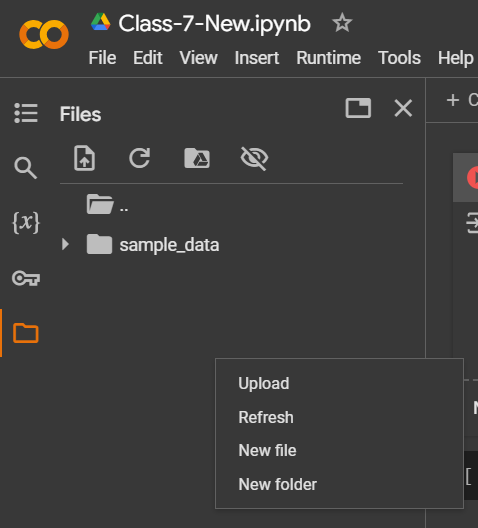 Class-7-New.ipynb
File Edit View Insert Runtime Tools Help
Files
+ C
..
{x}
sample_data
Upload
Refresh
New file
New folder
[